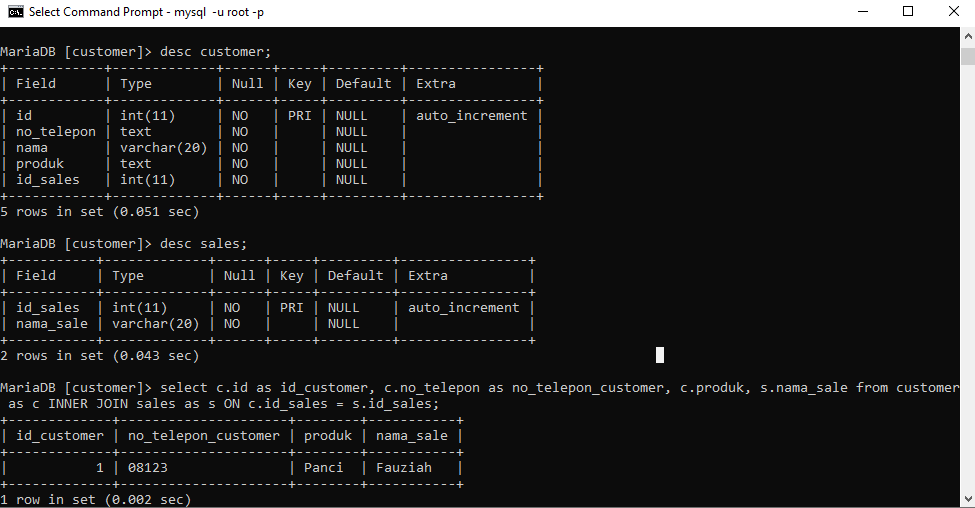 Select Command Prompt - mysql  -u root -p
MariaDB [customer]> desc customer;
+------------+-------------+------+-----+---------+----------------+
| Field      | Type        | Null | Key | Default | Extra          |
+------------+-------------+------+-----+---------+----------------+
| id         | int(11)     | NO   | PRI | NULL    | auto_increment |
| no_telepon | text        | NO   |     | NULL    |                |
| nama       | varchar(20) | NO   |     | NULL    |                |
| produk     | text        | NO   |     | NULL    |                |
| id_sales   | int(11)     | NO   |     | NULL    |                |
+------------+-------------+------+-----+---------+----------------+
5 rows in set (0.051 sec)
MariaDB [customer]> desc sales;
+-----------+-------------+------+-----+---------+----------------+
| Field     | Type        | Null | Key | Default | Extra          |
+-----------+-------------+------+-----+---------+----------------+
| id_sales  | int(11)     | NO   | PRI | NULL    | auto_increment |
| nama_sale | varchar(20) | NO   |     | NULL    |                |
+-----------+-------------+------+-----+---------+----------------+
2 rows in set (0.043 sec)
MariaDB [customer]> select c.id as id_customer, c.no_telepon as no_telepon_customer, c.produk, s.nama_sale from customer
 as c INNER JOIN sales as s ON c.id_sales = s.id_sales;
+-------------+---------------------+--------+-----------+
| id_customer | no_telepon_customer | produk | nama_sale |
+-------------+---------------------+--------+-----------+
|           1 | 08123               | Panci  | Fauziah   |
+-------------+---------------------+--------+-----------+
1 row in set (0.002 sec)